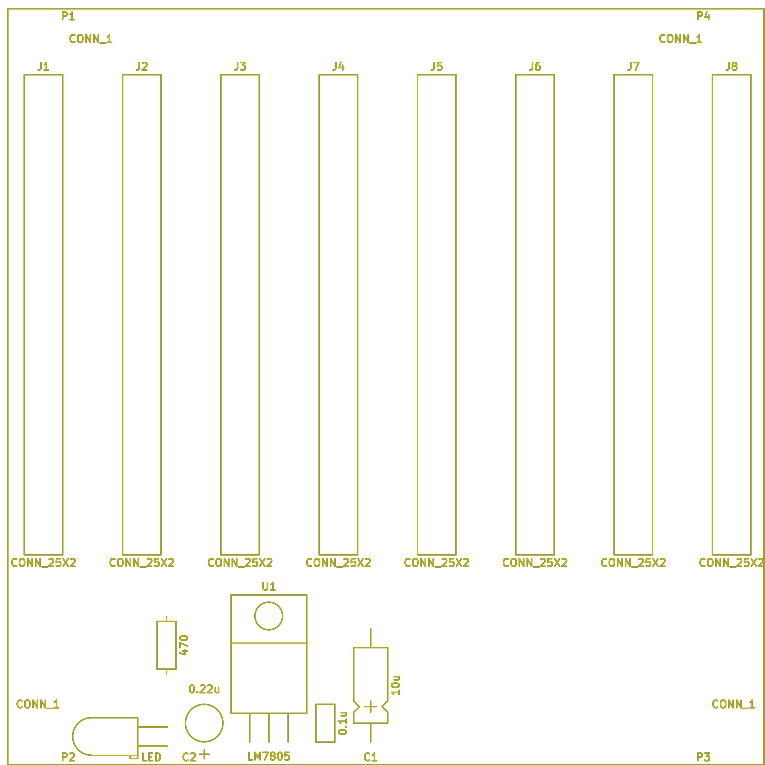 P1 P4
CONN_1 CONN_1
J1 J2 J3 J4 J5 J6 J7 J8
CONN_25X2 CONN_25X2 CONN_25X2 CONN_25X2 CONN_25X2 CONN_25X2 CONN_25X2 CONN_25X2
U1
470
0.22u
10u
CONN_1 CONN_1
0.1u
P2 LED C2 LM7805 C1 P3